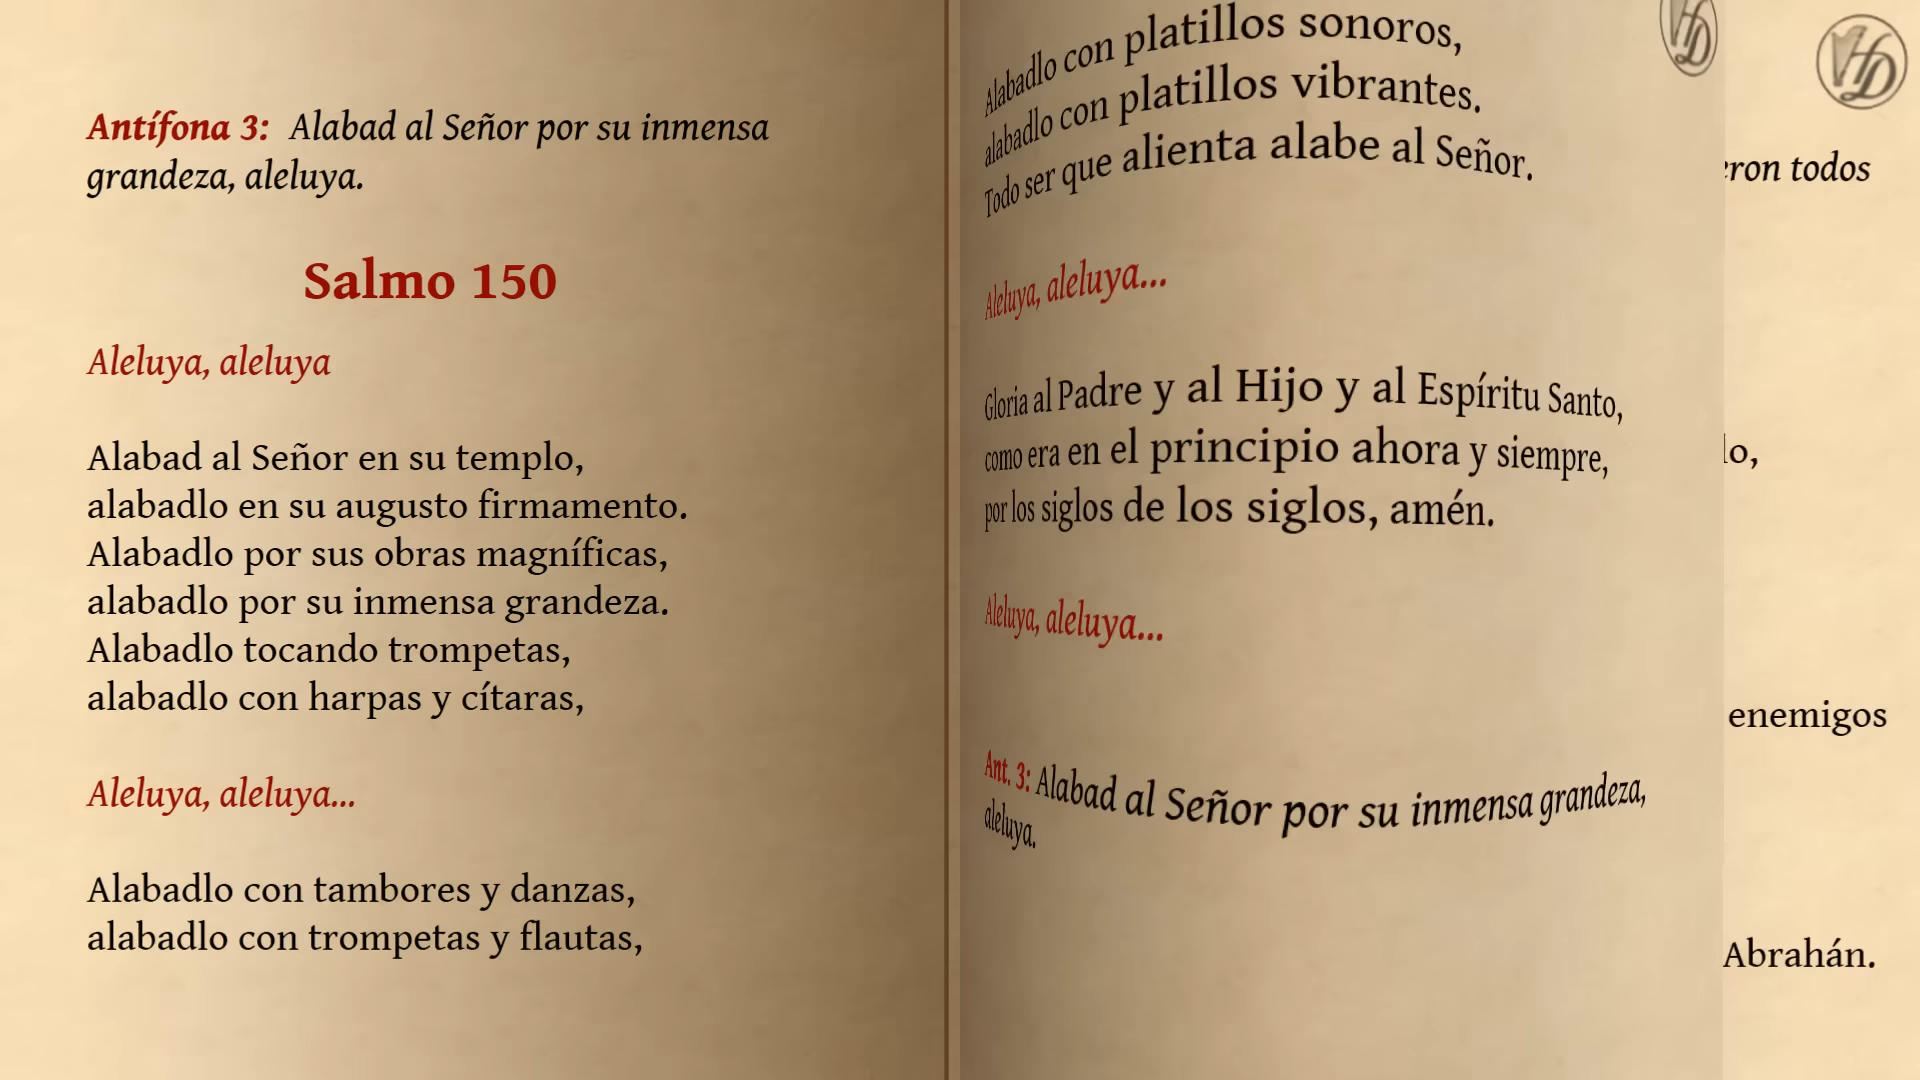 Antífona 3: Alabad al Señor por su inmensa
grandeza, aleluya.
Salmo 150
Aleluya, aleluya
Alabad al Señor en su templo,
alabadlo en su augusto firmamento.
Alabadlo por sus obras magníficas,
alabadlo por su inmensa grandeza.
Alabadlo tocando trompetas,
alabadlo con harpas y cítaras,
Aleluya, aleluya...
Alabadlo con tambores y danzas,
alabadlo con trompetas y flautas,
Alabadlo con platillos sonoros,
alabadlo con platillos vibrantes.
Todo ser que alienta alabe al Señor.
Aleluya, aleluya...
Gloria al Padre y al Hijo y al Espíritu Santo,
como era en el principio ahora y siempre,
por los siglos de los siglos, amén.
Aleluya, aleluya...
Ant. 3: Alabad al Señor por su inmensa grandeza,
aleluya.
HD
HD
todos
enemigos
Abrahán.